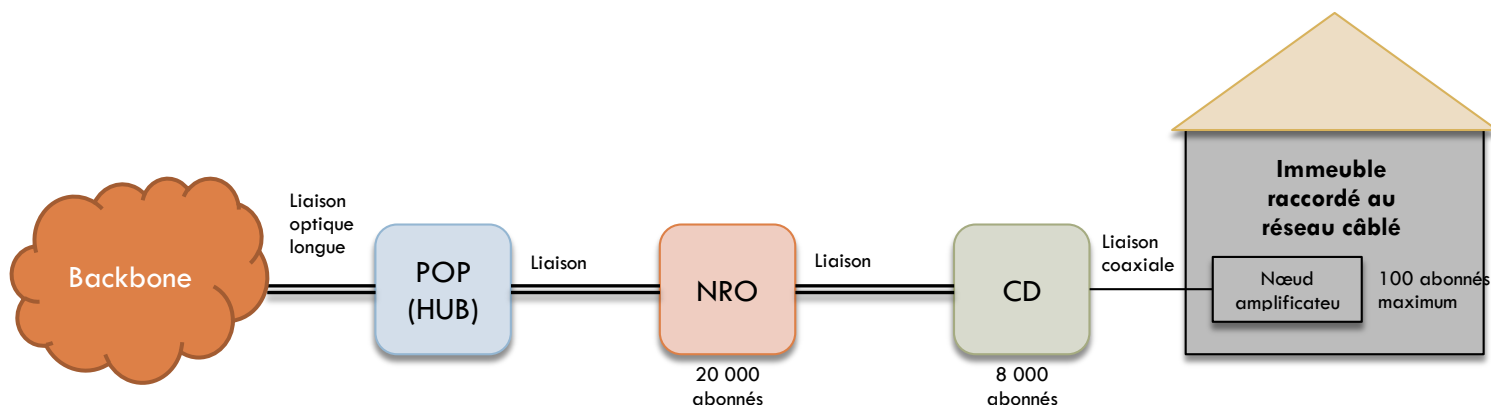 Backbone
Liaison
optique
longue
POP
(HUB)
Liaison
NRO
20 000
abonnés
Liaison
CD
8 000
abonnés
Liaison
coaxiale
Immeuble
raccordé au
réseau câblé
Nœud
amplificateu
100 abonnés
maximum